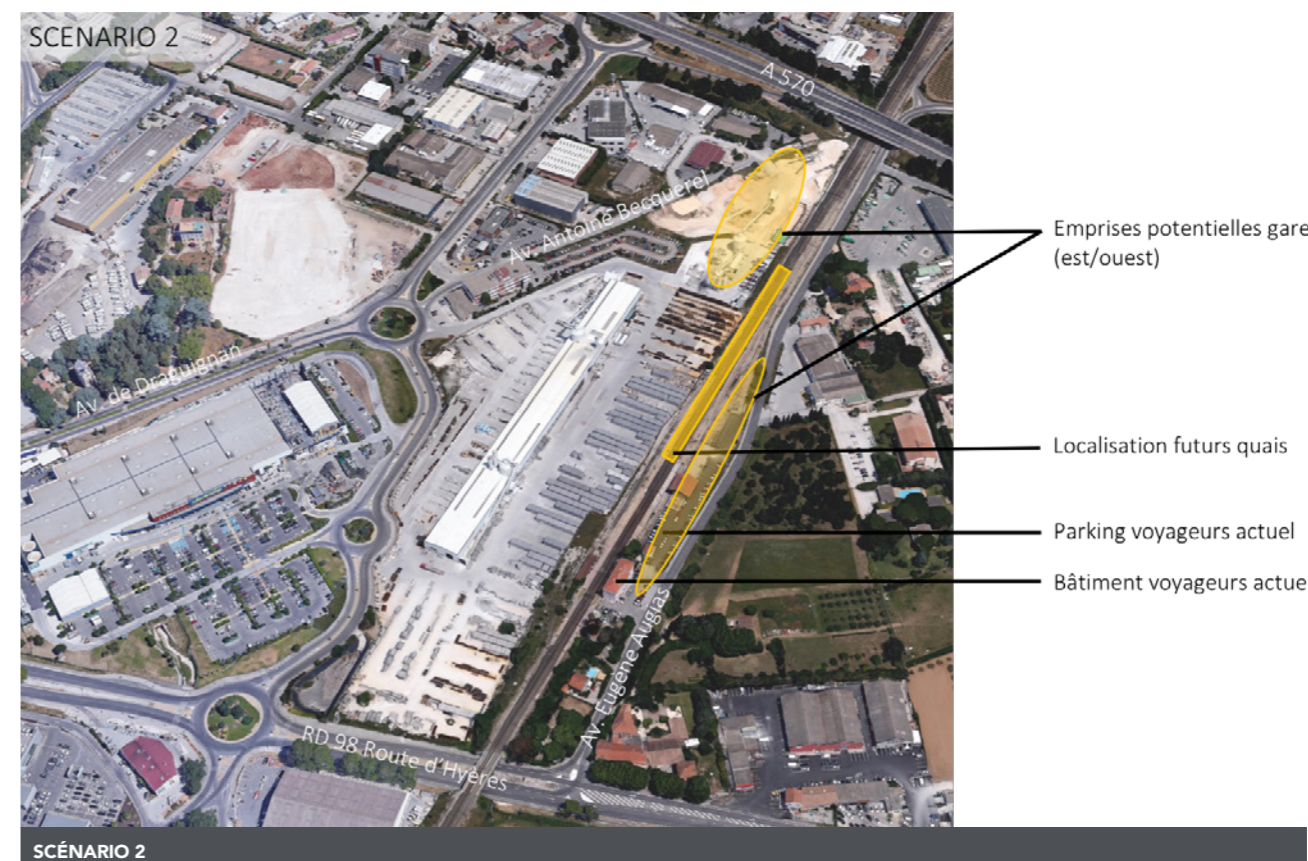 SCENARIO 2
A 570
Av. Antoine Becquerel
Emprises potentielles gare
(est/ouest)
Av. de Draguignan
Localisation futurs quais
Parking voyageurs actuel
Bâtiment voyageurs actue
Av. Eugène Augias
RD 98 Route d'Hyères
SCÉNARIO 2